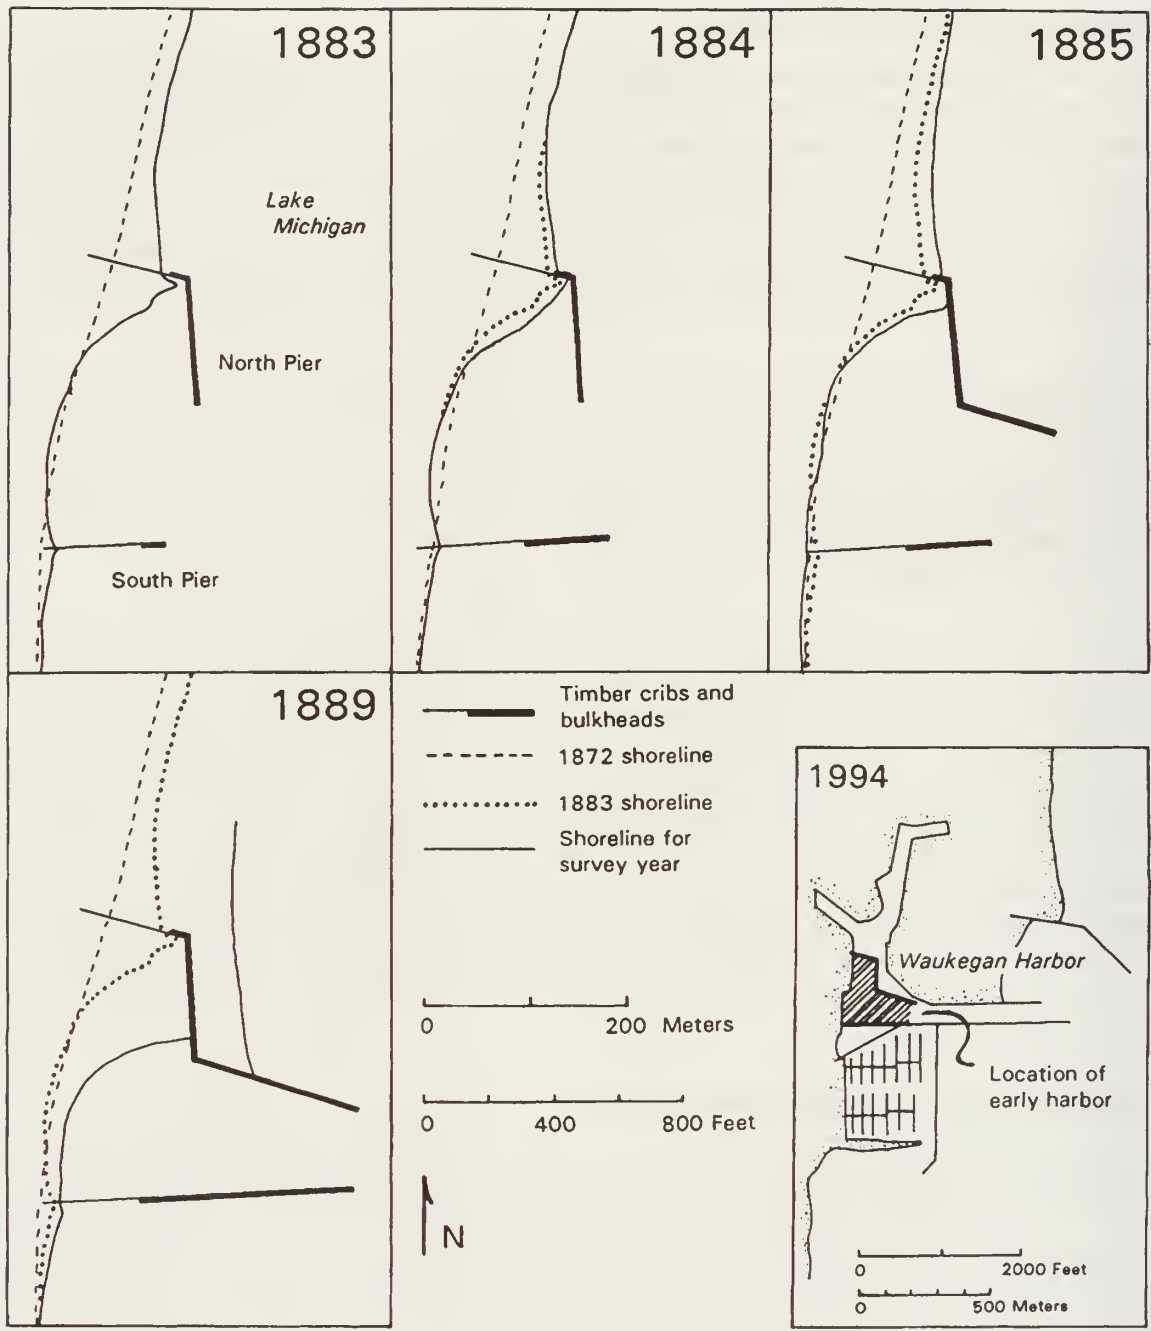 1883
Lake
Michigan
North Pier
South Pier
1884
1885
1889
Timber cribs and
bulkheads
1872 shoreline
1883 shoreline
Shoreline for
survey year
0 200 Meters
0 400 800 Feet
N
1994
Waukegan Harbor
Location of
early harbor
0 2000 Feet
0 500 Meters